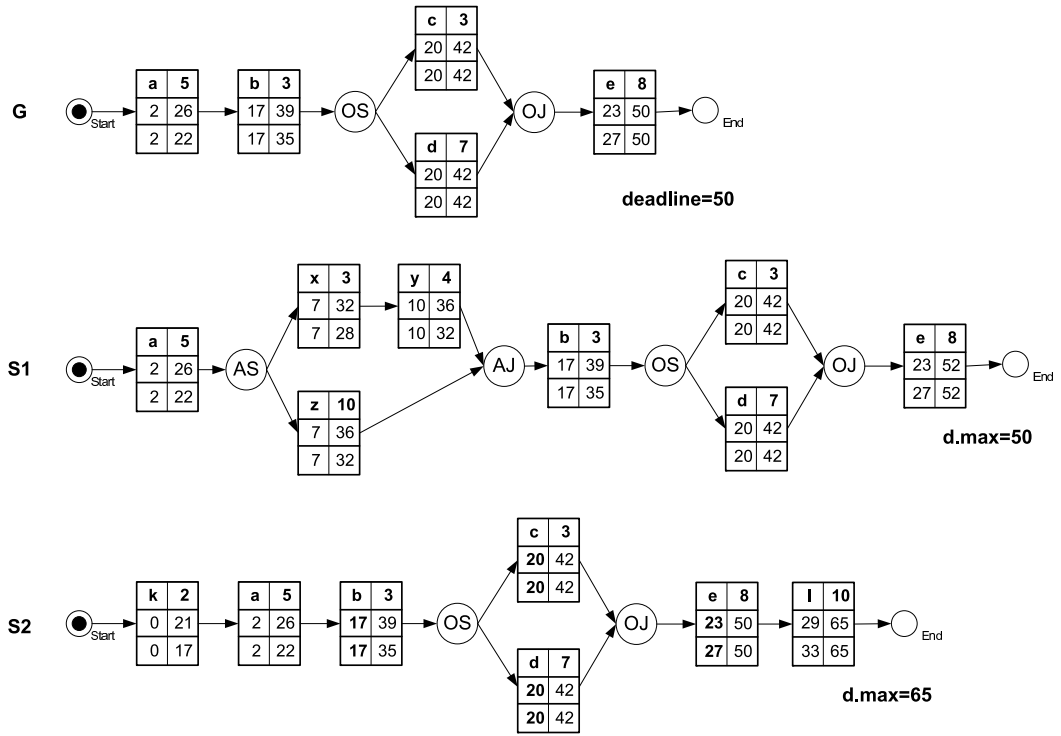 c 3
20 42
20 42
G
Start
a 5
2 26
2 22
b 3
17 39
17 35
OS
OJ
e 8
23 50
27 50
End
d 7
20 42
20 42
deadline=50
x 3
7 32
7 28
y 4
10 36
10 32
c 3
20 42
20 42
S1
Start
a 5
2 26
2 22
AS
AJ
b 3
17 39
17 35
OS
OJ
e 8
23 52
27 52
End
z 10
7 36
7 32
d 7
20 42
20 42
d.max=50
c 3
20 42
20 42
S2
Start
k 2
0 21
0 17
a 5
2 26
2 22
b 3
17 39
17 35
OS
OJ
e 8
23 50
27 50
l 10
29 65
33 65
End
d 7
20 42
20 42
d.max=65